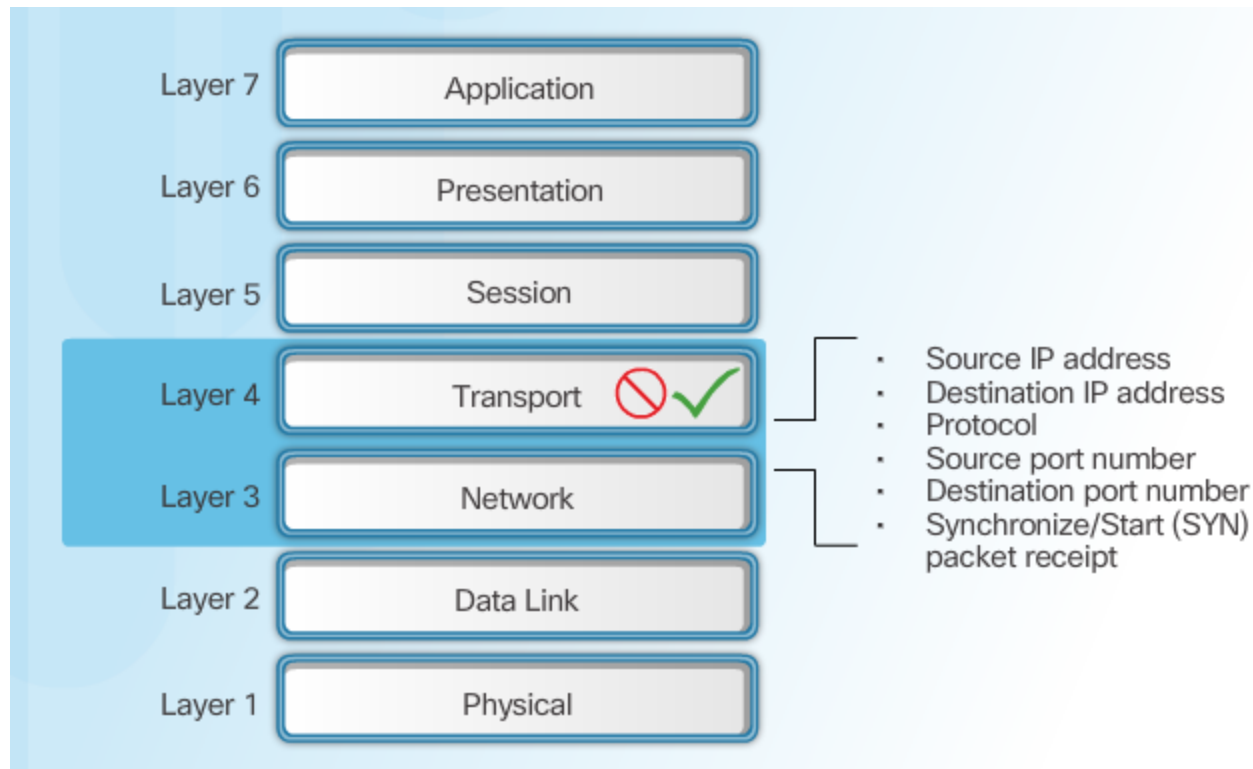 Layer 7 Application
Layer 6 Presentation
Layer 5 Session
Layer 4 Transport
Layer 3 Network
Layer 2 Data Link
Layer 1 Physical
· Source IP address
· Destination IP address
· Protocol
· Source port number
· Destination port number
· Synchronize/Start (SYN)
packet receipt